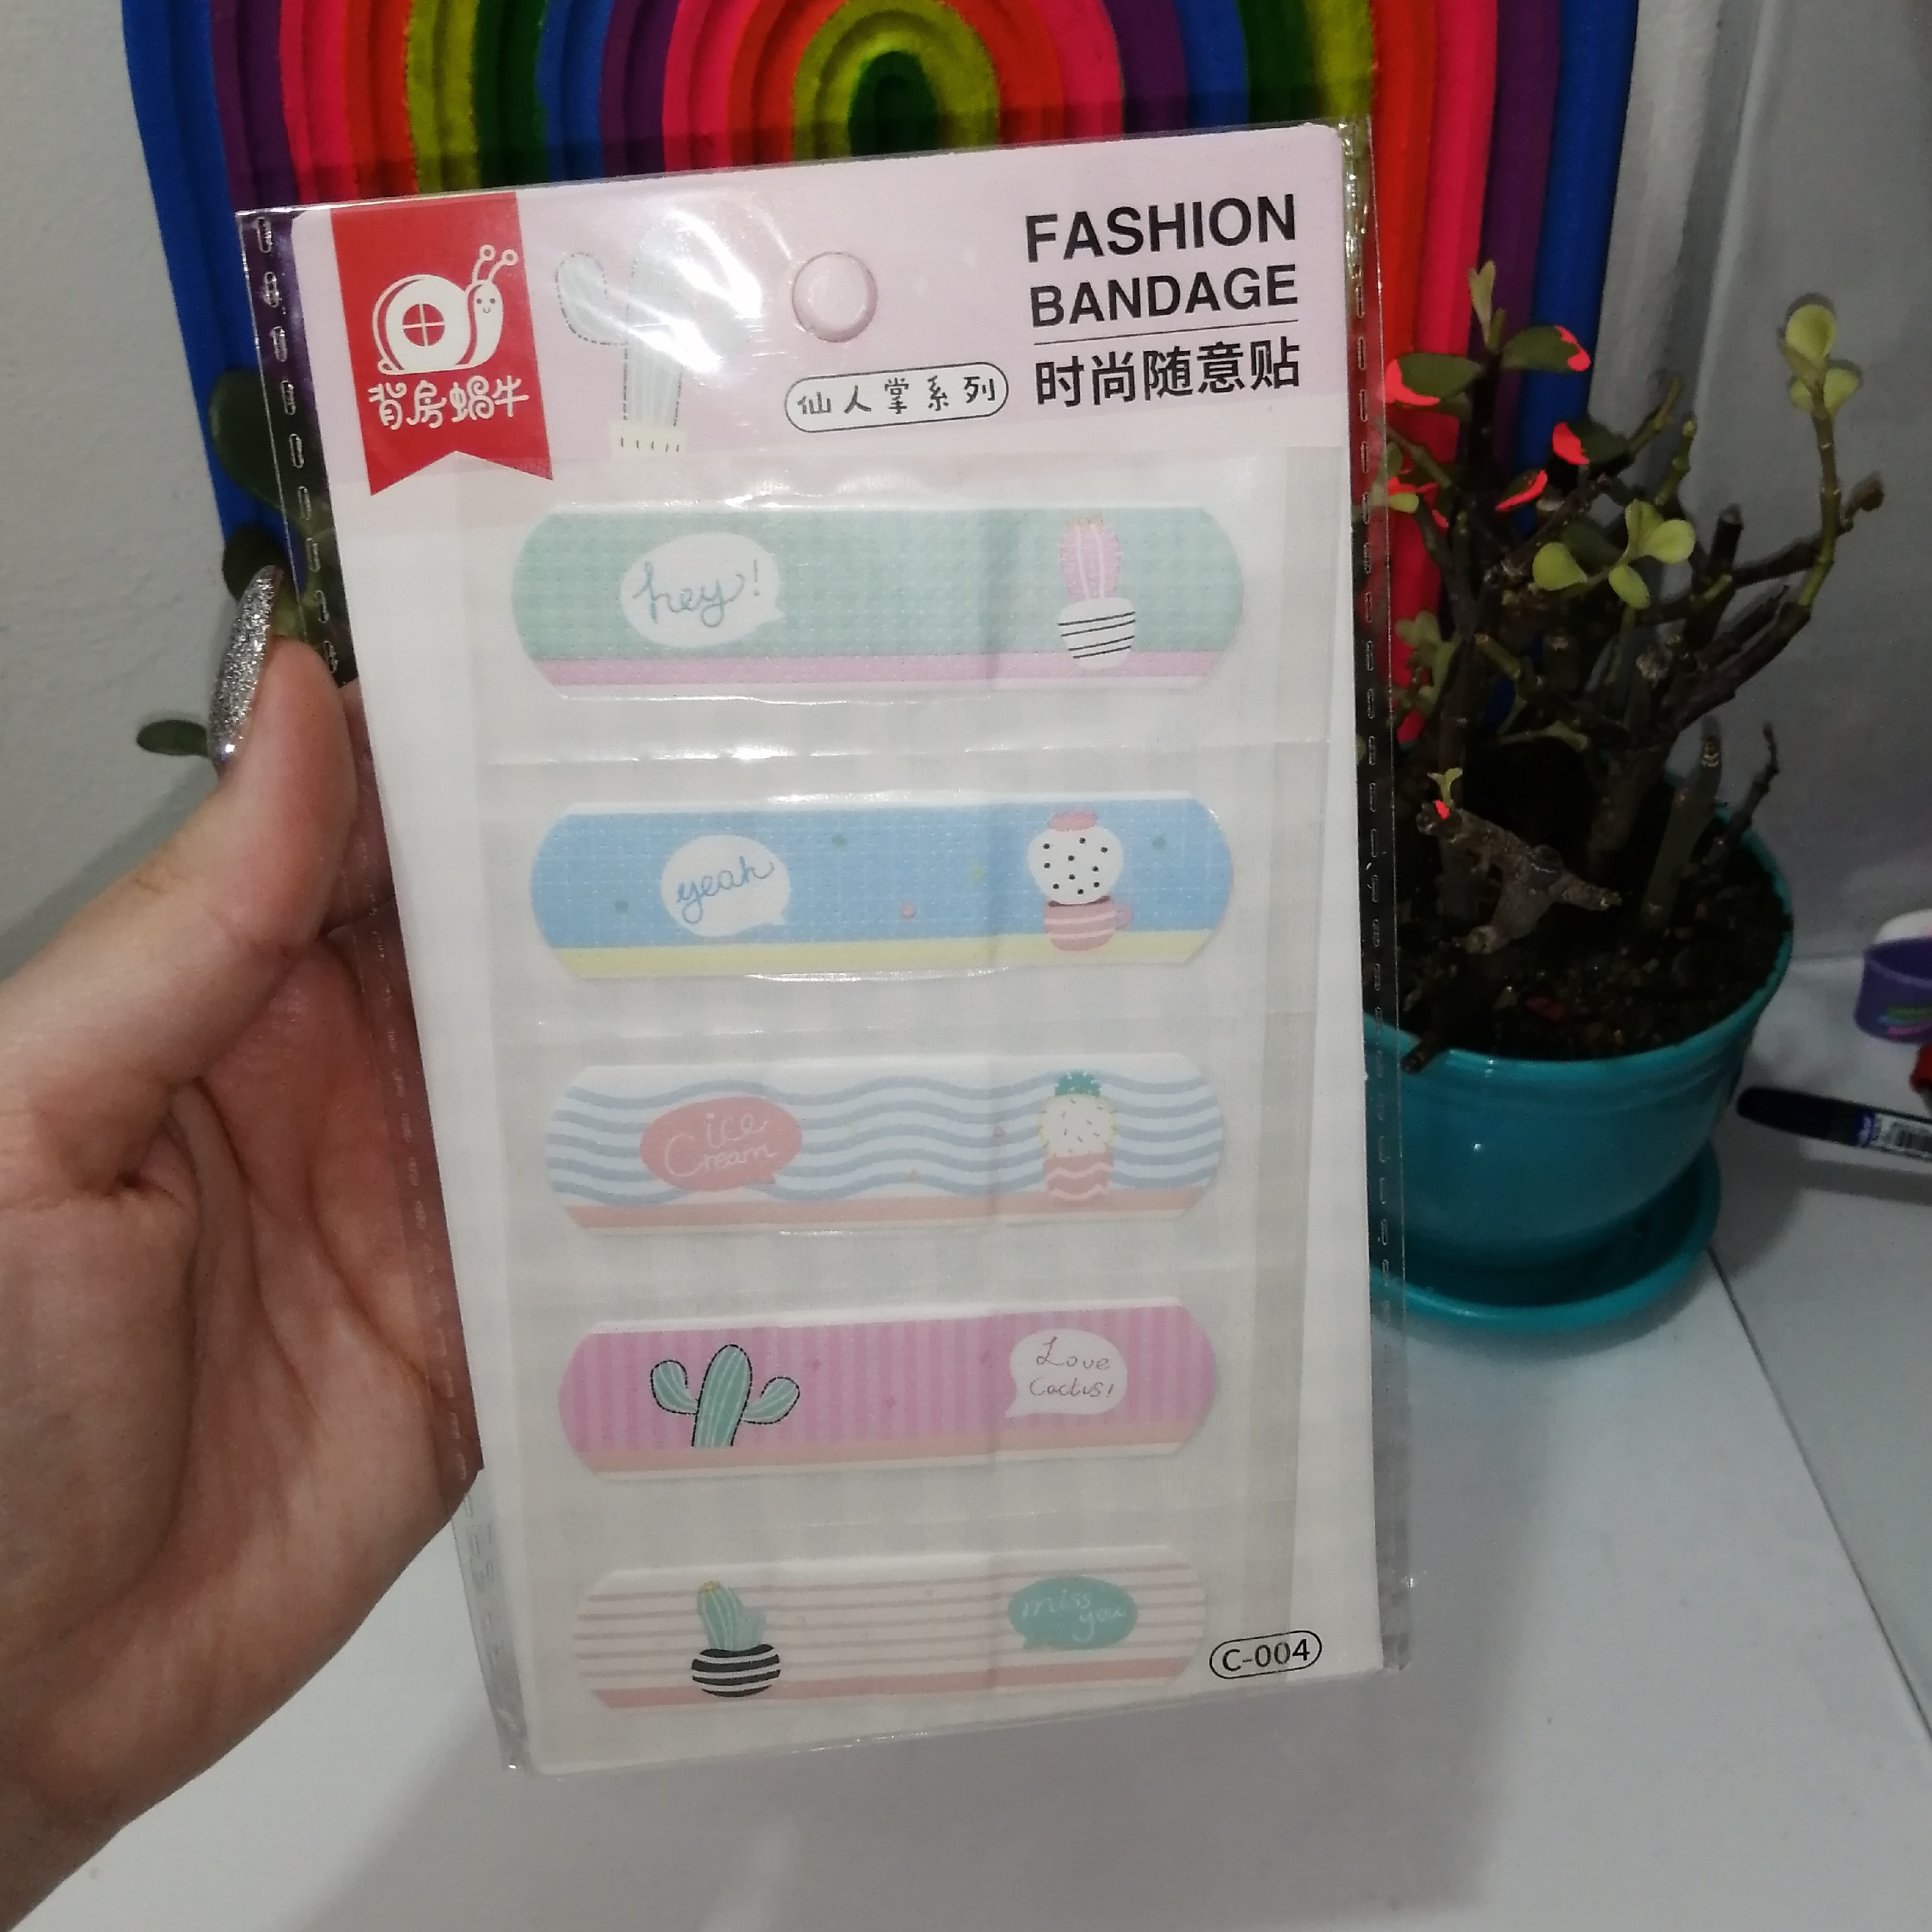 背房蜗牛
FASHION
BANDAGE
时尚随意贴
仙人掌系列
hey!
yeah
ice
Cream
Love
Cactus!
miss
you
C-004